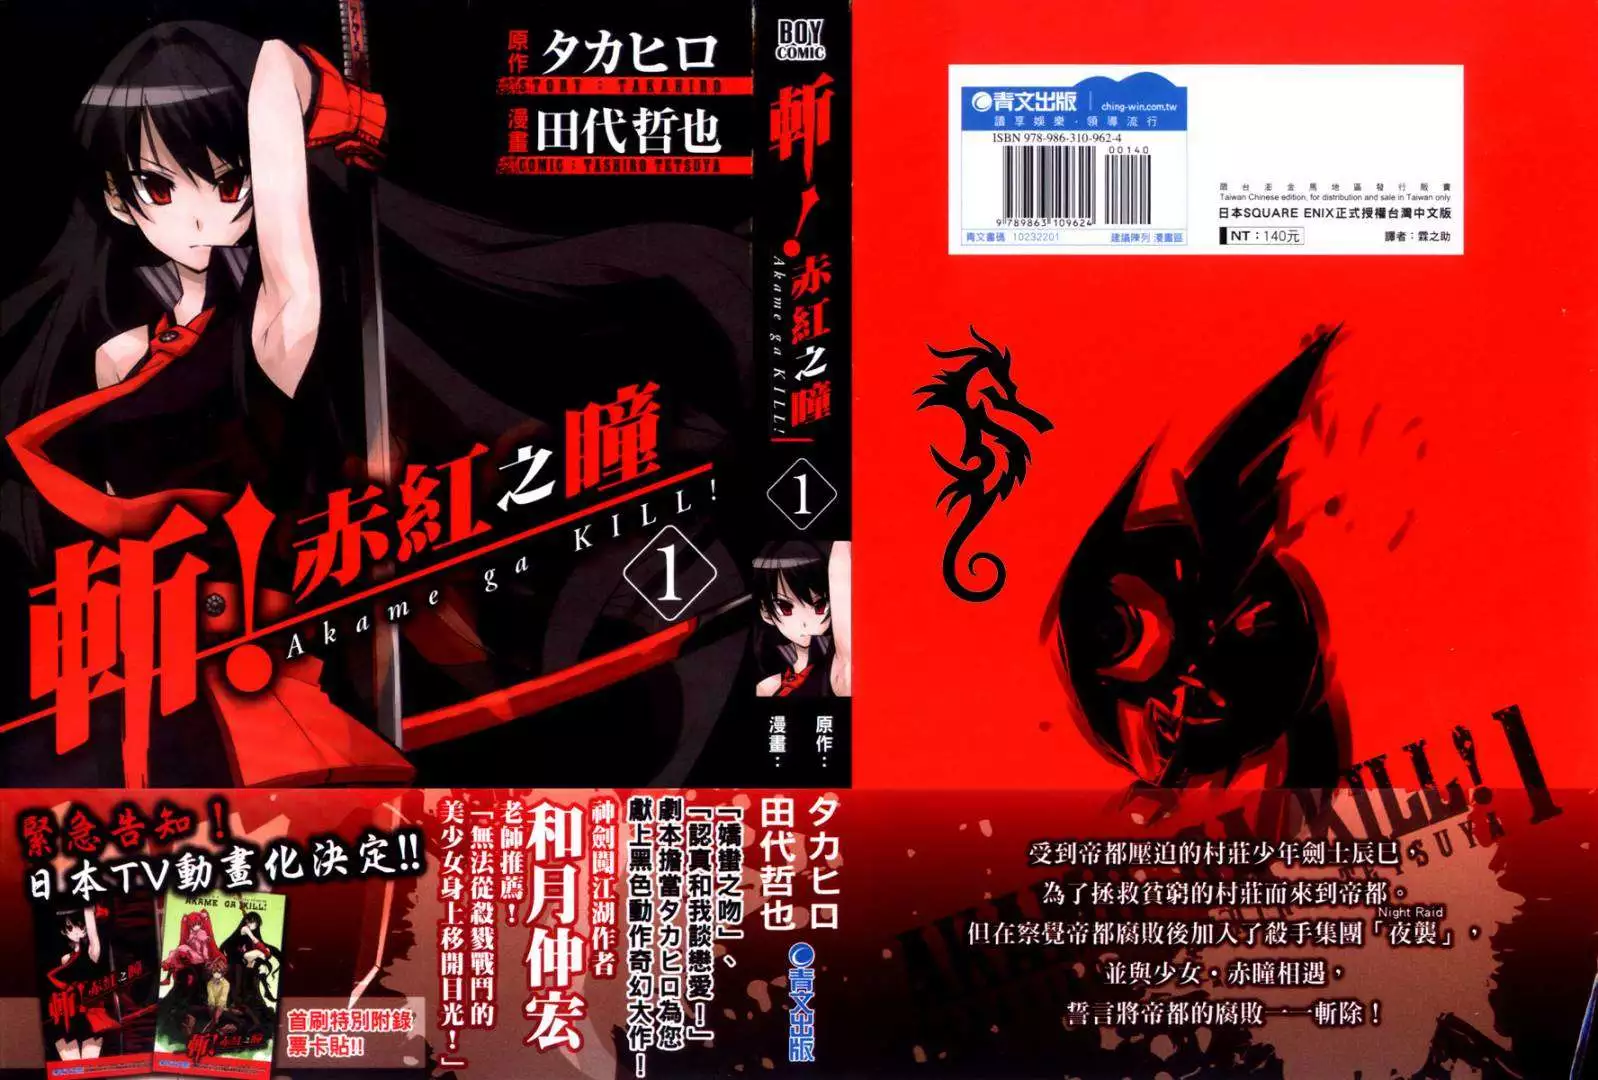 原作 タカヒロ
STORY : TAKAHIRO
漫畫 田代哲也
COMIC : TASHIRO TETSUYA
斬！赤紅之瞳
Akame ga KILL!
1
緊急告知！
日本TV動畫化決定!!
AKAME GA KILL!
斬！赤紅之瞳
斬！赤紅之瞳
首刷特別附錄
票卡貼!!
「嬌蠻之吻」、
「認真和我談戀愛！」
劇本擔當タカヒロ為您
獻上黑色動作奇幻大作！
神劍闖江湖作者
和月伸宏
老師推薦！
「無法從殺戮戰鬥的
美少女身上移開目光！」
BOY
COMIC
斬！赤紅之瞳
Akame ga KILL!
1
原作：タカヒロ
漫畫：田代哲也
青文出版
青文出版 ching-win.com.tw
讀享娛樂・領導流行
ISBN 978-986-310-962-4
00140
9 789863 109624
青文書碼 10232201 建議陳列 漫畫區
限台澎金馬地區發行販賣
Taiwan Chinese edition, for distribution and sale in Taiwan only
日本SQUARE ENIX正式授權台灣中文版
NT：140元 譯者：霖之助
受到帝都壓迫的村莊少年劍士辰巳，
為了拯救貧窮的村莊而來到帝都。
Night Raid
但在察覺帝都腐敗後加入了殺手集團「夜襲」，
並與少女・赤瞳相遇，
誓言將帝都的腐敗一一斬除！